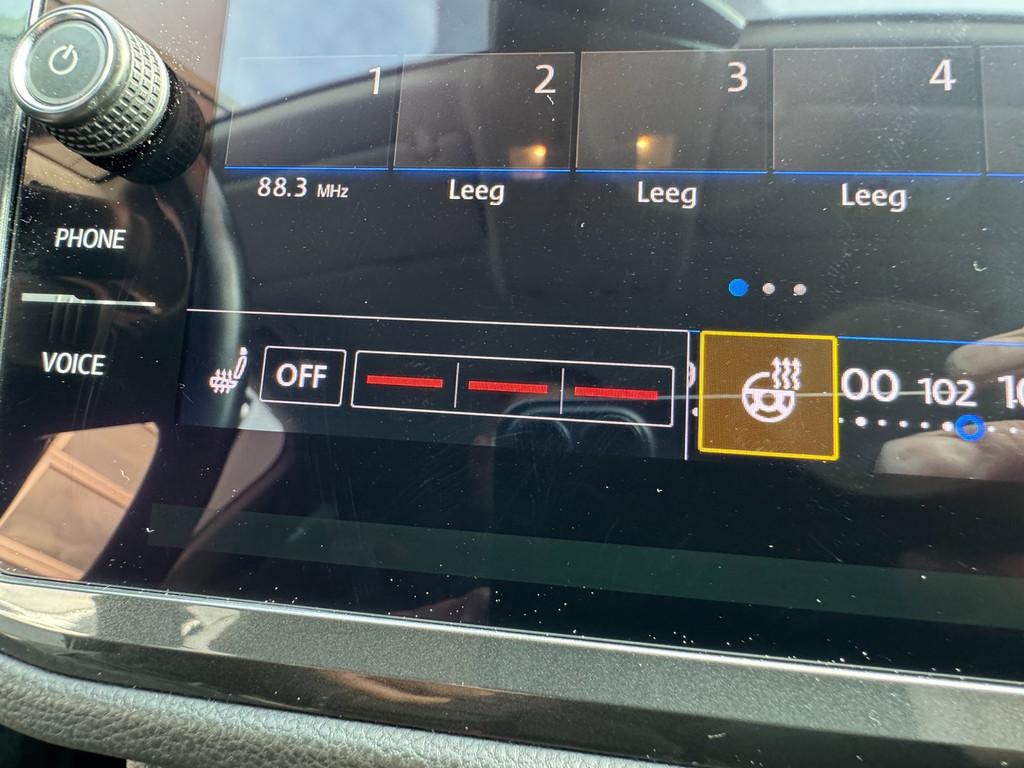 1
2
3
4
88.3 MHz
Leeg
Leeg
Leeg
PHONE
VOICE
OFF
00
102